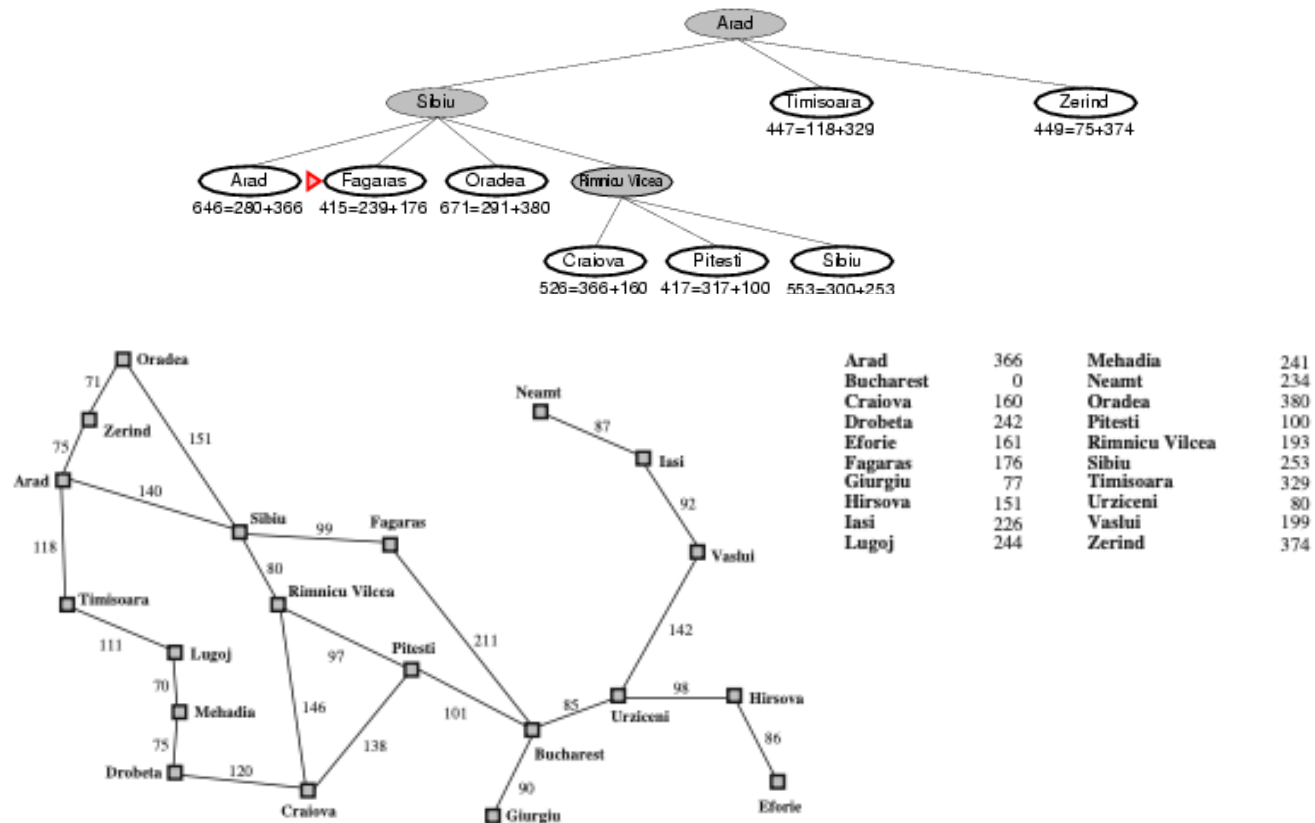 Arad
Sibiu
Timisoara
Zerind
447=118+329
449=75+374
Arad
Fagaras
Oradea
Rimnicu Vilcea
646=280+366
415=239+176
671=291+380
Craiova
Pitesti
Sibiu
526=366+160
417=317+100
553=300+253
Oradea
71
Neamt
Zerind
87
151
75
Iasi
Arad
140
92
Sibiu
99
Fagaras
118
Vaslui
80
Timisoara
Rimnicu Vilcea
142
111
211
Lugoj
97
Pitesti
70
98
Hirsova
Mehadia
146
101
85
Urziceni
75
138
Bucharest
86
Drobeta
120
90
Craiova
Giurgiu
Eforie
Arad 366 Mehadia 241
Bucharest 0 Neamt 234
Craiova 160 Oradea 380
Drobeta 242 Pitesti 100
Eforie 161 Rimnicu Vilcea 193
Fagaras 176 Sibiu 253
Giurgiu 77 Timisoara 329
Hirsova 151 Urziceni 80
Iasi 226 Vaslui 199
Lugoj 244 Zerind 374